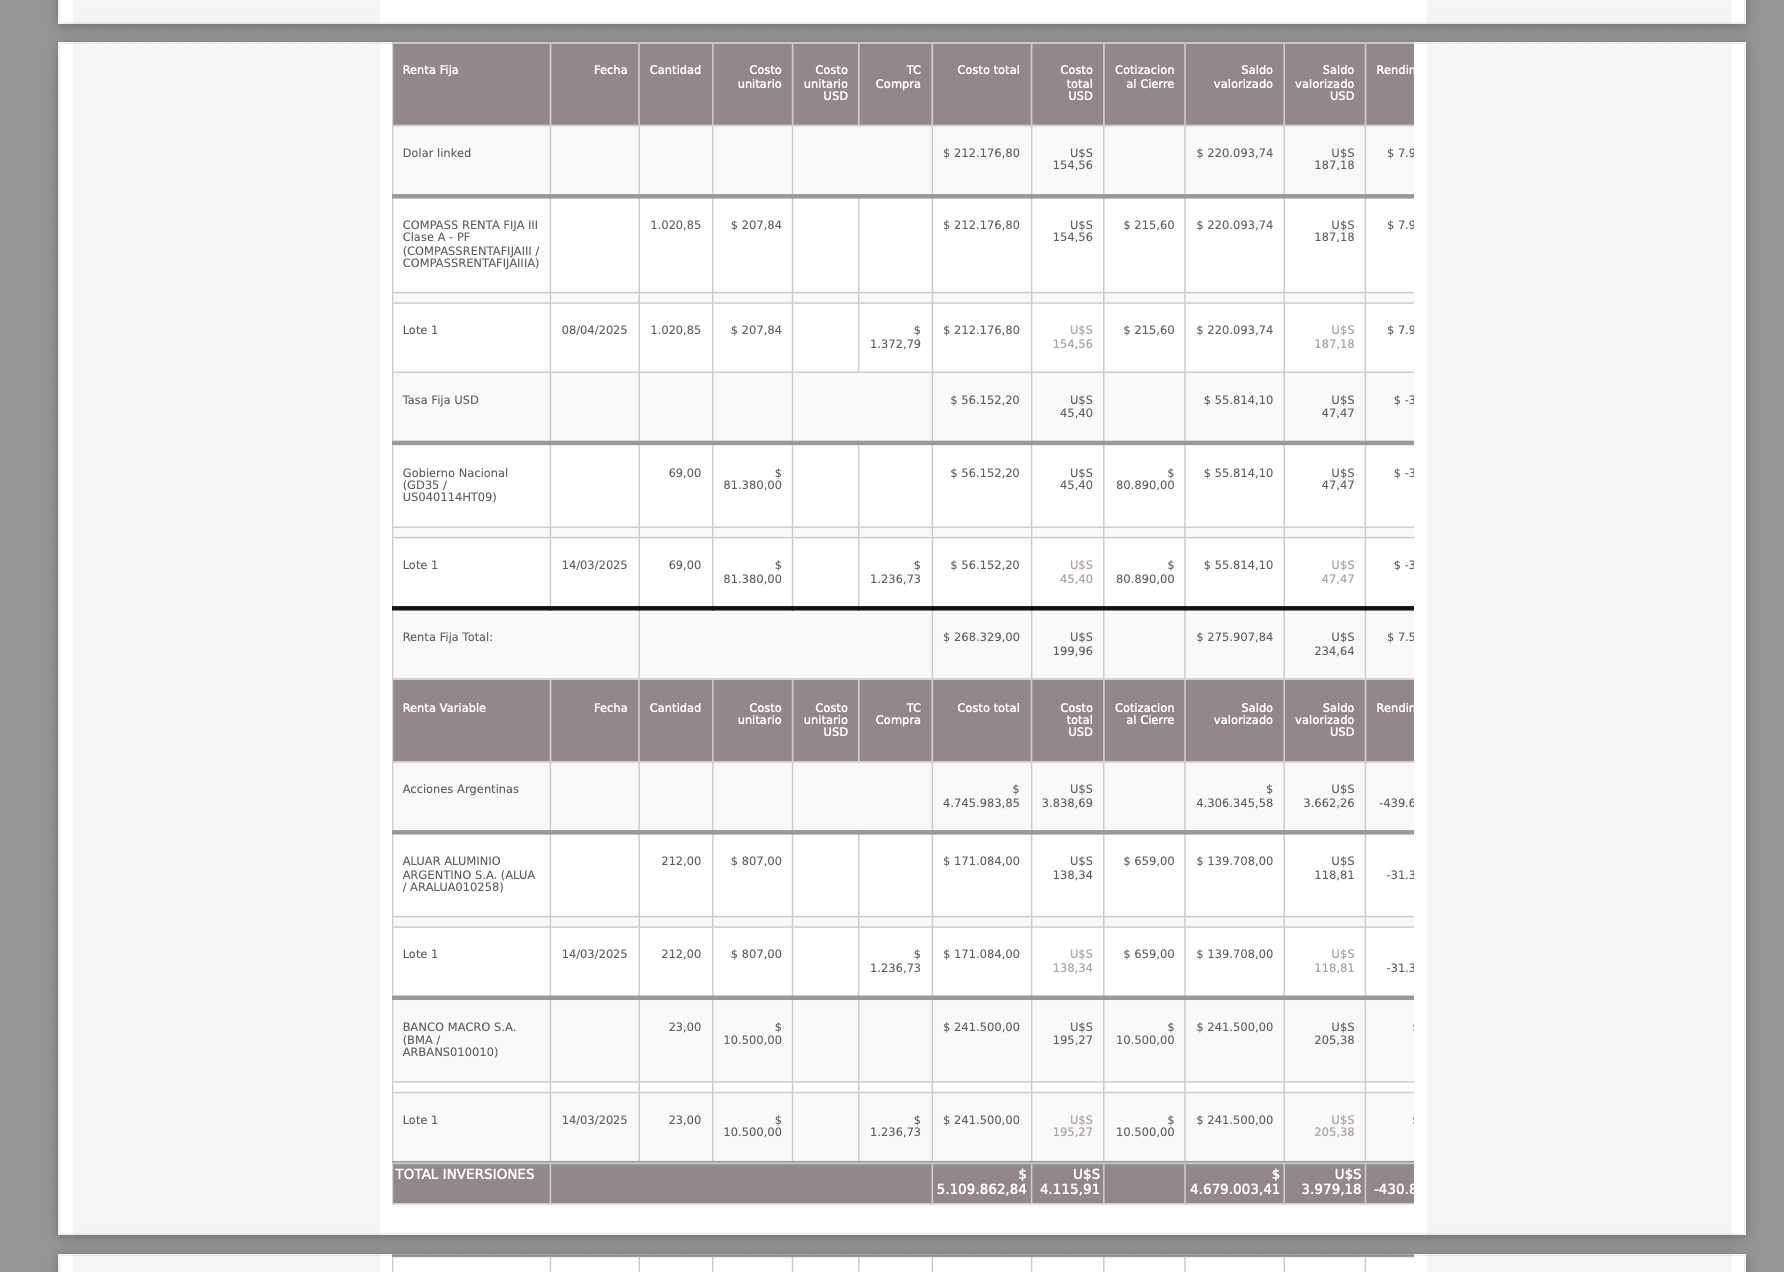 Renta Fija Fecha Cantidad Costo unitario Costo unitario USD TC Compra Costo total Costo total USD Cotizacion al Cierre Saldo valorizado Saldo valorizado USD Rendin
Dolar linked $ 212.176,80 U$S 154,56 $ 220.093,74 U$S 187,18 $ 7.9
COMPASS RENTA FIJA III Clase A - PF (COMPASSRENTAFIJAIII / COMPASSRENTAFIJAIIIA) 1.020,85 $ 207,84 $ 212.176,80 U$S 154,56 $ 215,60 $ 220.093,74 U$S 187,18 $ 7.9
Lote 1 08/04/2025 1.020,85 $ 207,84 $ 1.372,79 $ 212.176,80 U$S 154,56 $ 215,60 $ 220.093,74 U$S 187,18 $ 7.9
Tasa Fija USD $ 56.152,20 U$S 45,40 $ 55.814,10 U$S 47,47 $ -3
Gobierno Nacional (GD35 / US040114HT09) 69,00 $ 81.380,00 $ 56.152,20 U$S 45,40 $ 80.890,00 $ 55.814,10 U$S 47,47 $ -3
Lote 1 14/03/2025 69,00 $ 81.380,00 $ 1.236,73 $ 56.152,20 U$S 45,40 $ 80.890,00 $ 55.814,10 U$S 47,47 $ -3
Renta Fija Total: $ 268.329,00 U$S 199,96 $ 275.907,84 U$S 234,64 $ 7.5
Renta Variable Fecha Cantidad Costo unitario Costo unitario USD TC Compra Costo total Costo total USD Cotizacion al Cierre Saldo valorizado Saldo valorizado USD Rendin
Acciones Argentinas $ 4.745.983,85 U$S 3.838,69 $ 4.306.345,58 U$S 3.662,26 -439.6
ALUAR ALUMINIO ARGENTINO S.A. (ALUA / ARALUA010258) 212,00 $ 807,00 $ 171.084,00 U$S 138,34 $ 659,00 $ 139.708,00 U$S 118,81 -31.3
Lote 1 14/03/2025 212,00 $ 807,00 $ 1.236,73 $ 171.084,00 U$S 138,34 $ 659,00 $ 139.708,00 U$S 118,81 -31.3
BANCO MACRO S.A. (BMA / ARBANS010010) 23,00 $ 10.500,00 $ 241.500,00 U$S 195,27 $ 10.500,00 $ 241.500,00 U$S 205,38
Lote 1 14/03/2025 23,00 $ 10.500,00 $ 1.236,73 $ 241.500,00 U$S 195,27 $ 10.500,00 $ 241.500,00 U$S 205,38
TOTAL INVERSIONES $ 5.109.862,84 U$S 4.115,91 $ 4.679.003,41 U$S 3.979,18 -430.8